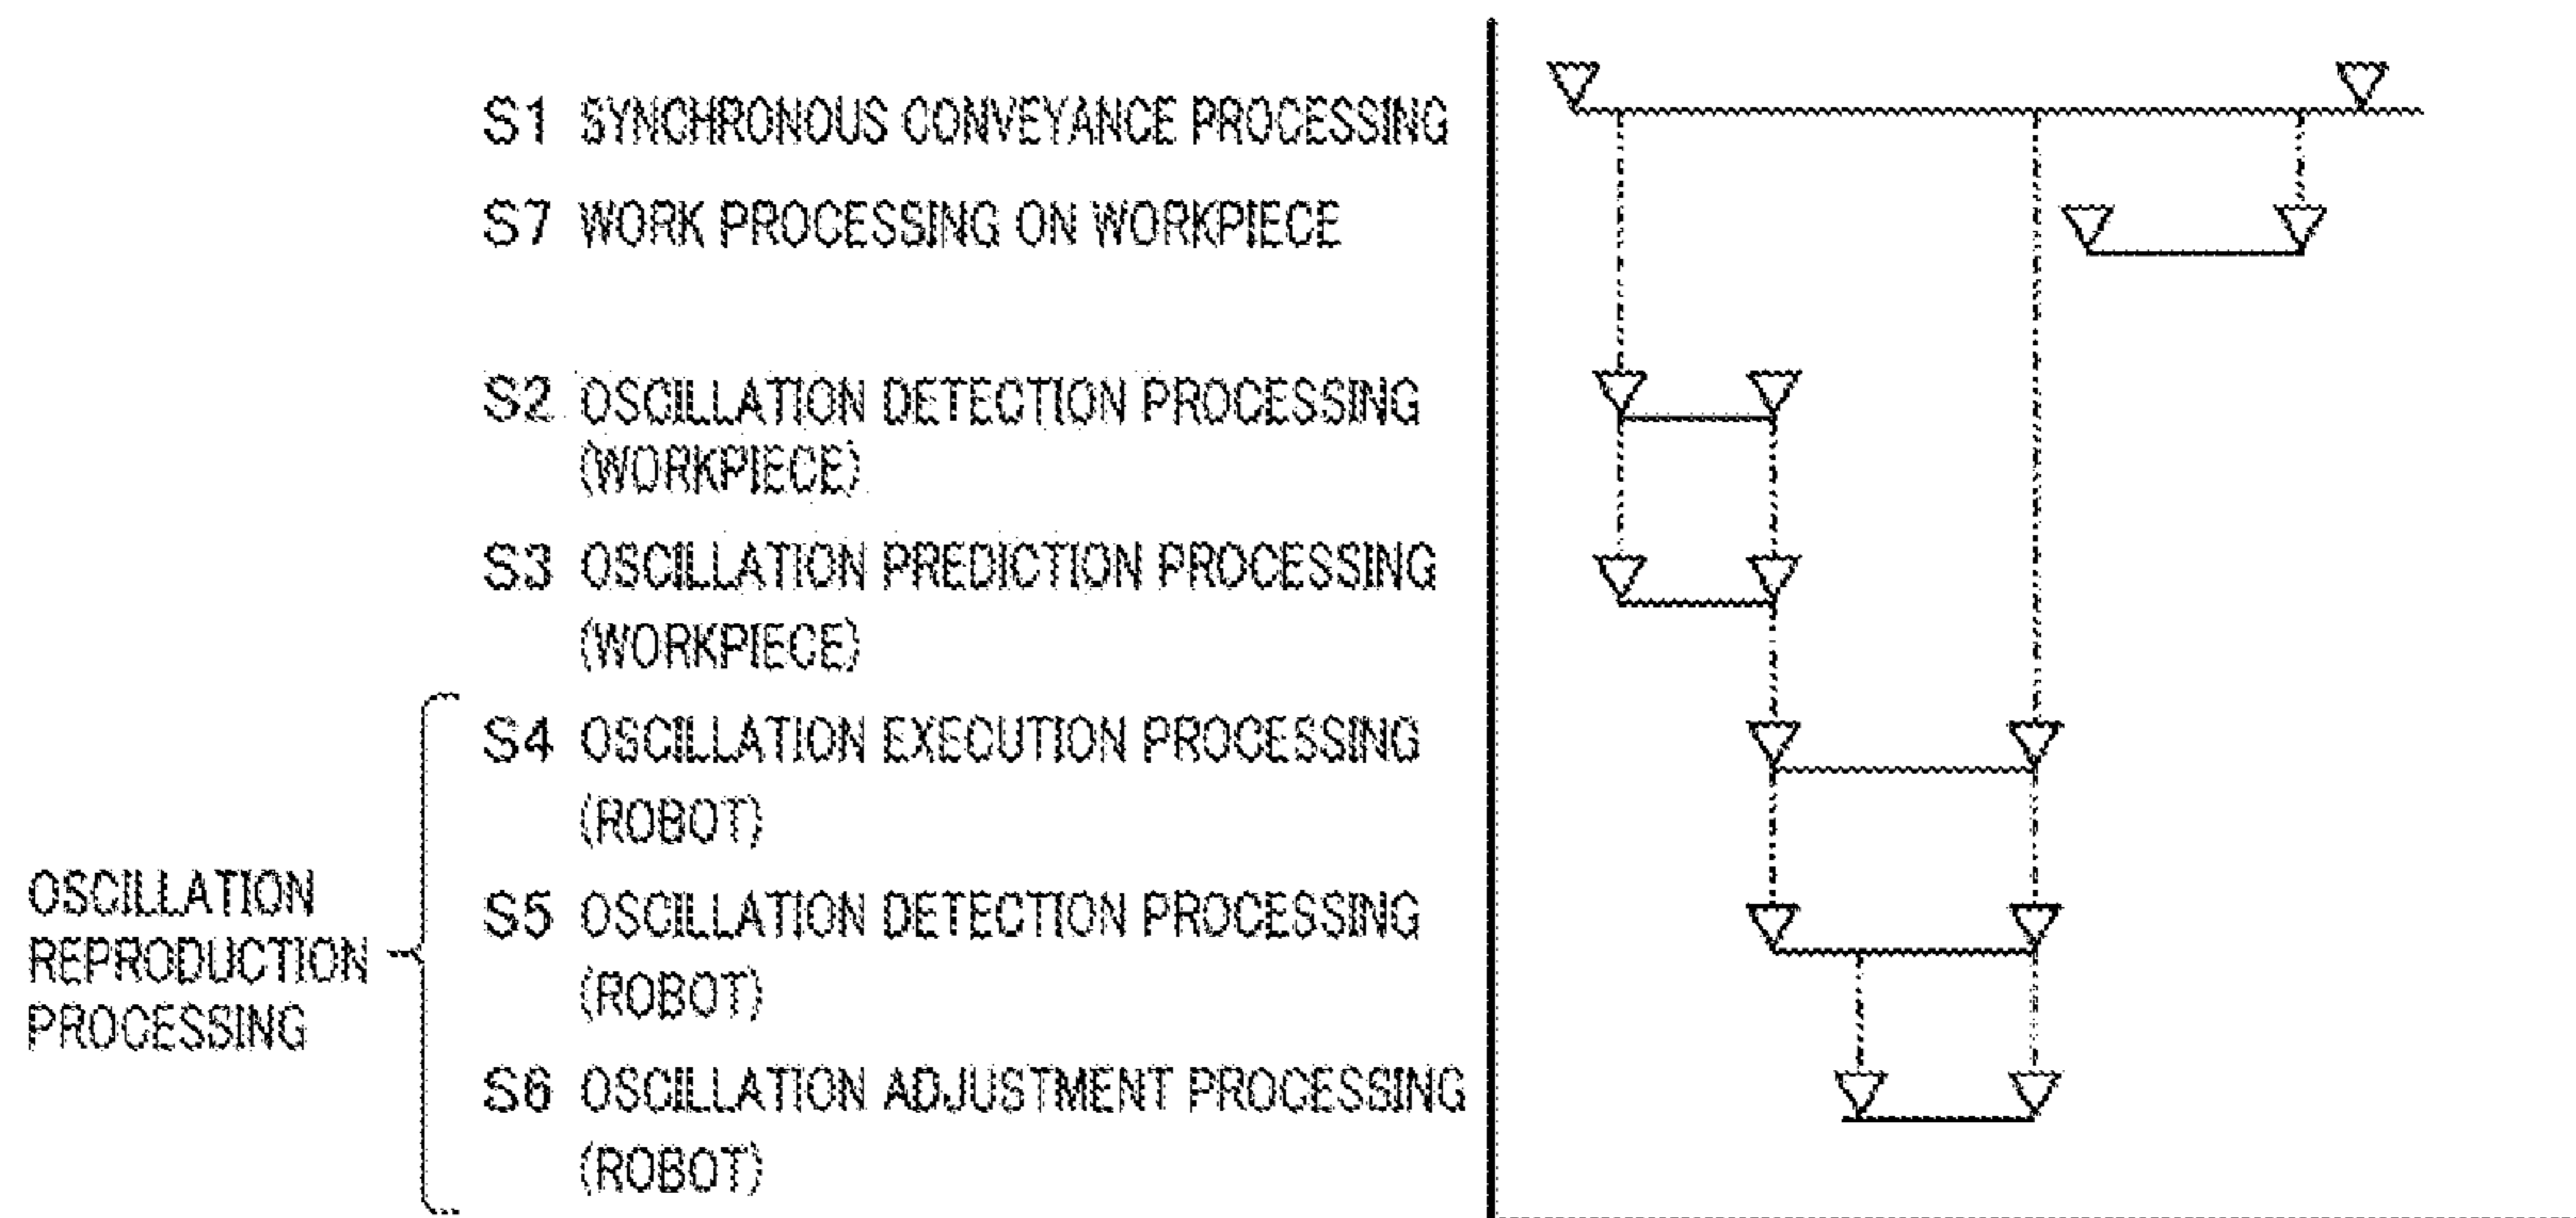 S1 SYNCHRONOUS CONVEYANCE PROCESSING
S7 WORK PROCESSING ON WORKPIECE
S2 OSCILLATION DETECTION PROCESSING
(WORKPIECE)
S3 OSCILLATION PREDICTION PROCESSING
(WORKPIECE)
S4 OSCILLATION EXECUTION PROCESSING
(ROBOT)
OSCILLATION
REPRODUCTION
PROCESSING
S5 OSCILLATION DETECTION PROCESSING
(ROBOT)
S6 OSCILLATION ADJUSTMENT PROCESSING
(ROBOT)